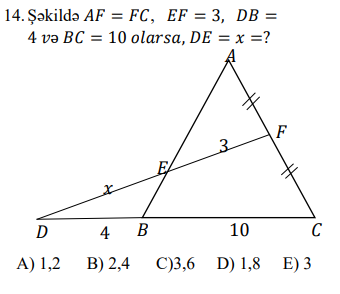 14. Şəkildə AF = FC, EF = 3, DB =
4 və BC = 10 olarsa, DE = x =?
A
F
3
E
x
D 4 B 10 C
A) 1,2 B) 2,4 C)3,6 D) 1,8 E) 3